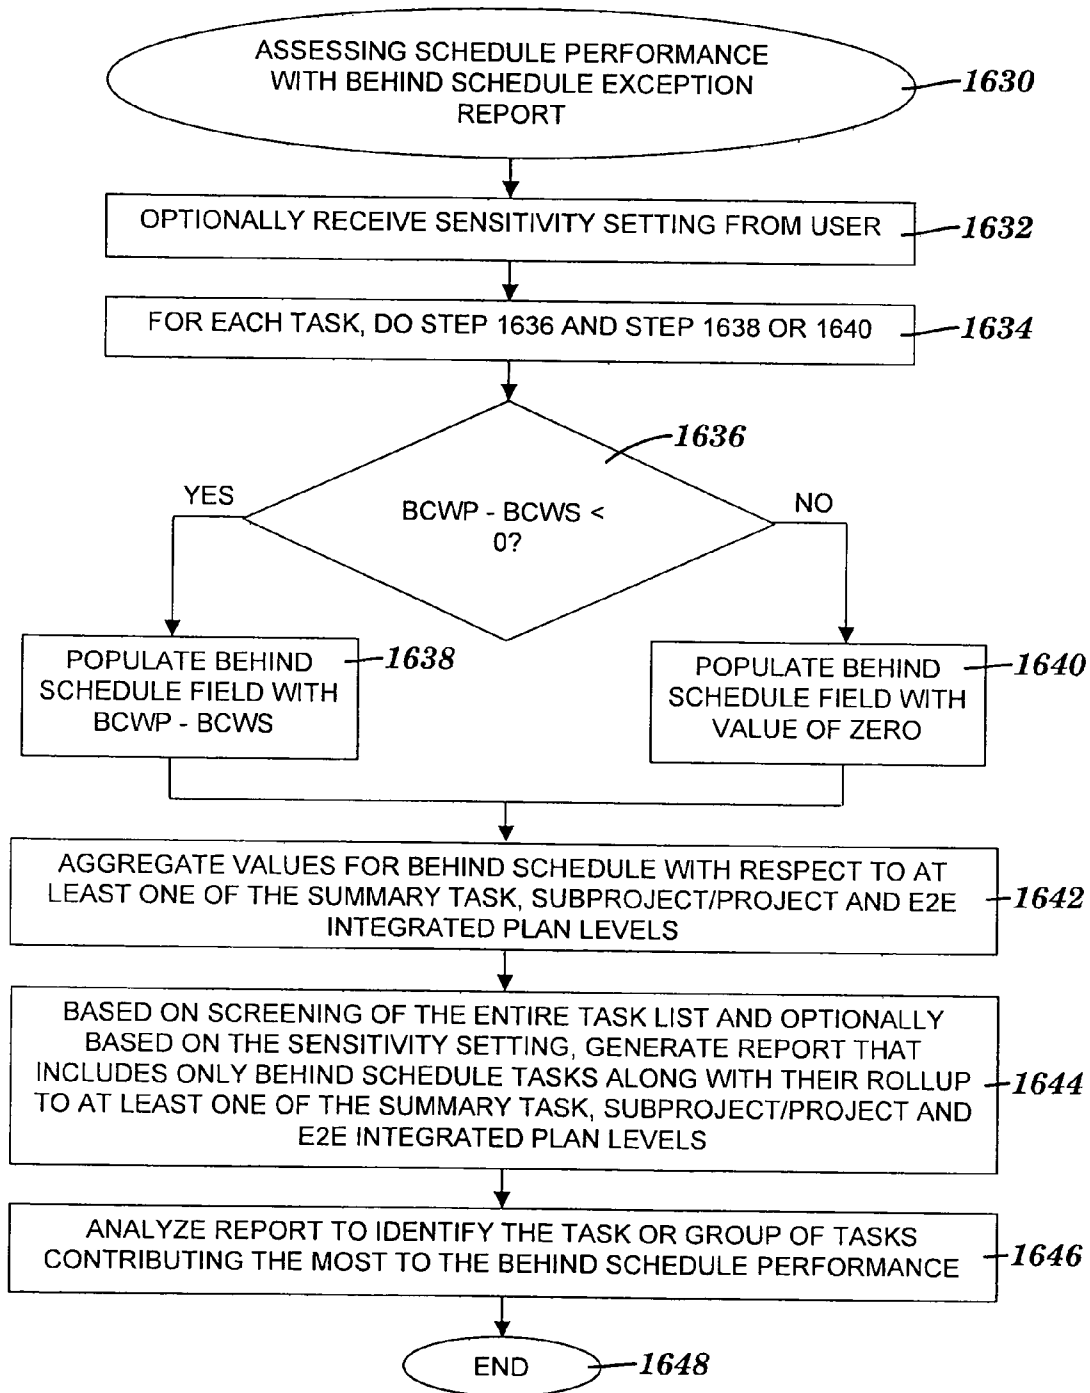 ASSESSING SCHEDULE PERFORMANCE
WITH BEHIND SCHEDULE EXCEPTION
REPORT
1630
OPTIONALLY RECEIVE SENSITIVITY SETTING FROM USER
1632
FOR EACH TASK, DO STEP 1636 AND STEP 1638 OR 1640
1634
1636
YES
NO
BCWP - BCWS <
0?
POPULATE BEHIND
SCHEDULE FIELD WITH
BCWP - BCWS
1638
POPULATE BEHIND
SCHEDULE FIELD WITH
VALUE OF ZERO
1640
AGGREGATE VALUES FOR BEHIND SCHEDULE WITH RESPECT TO AT
LEAST ONE OF THE SUMMARY TASK, SUBPROJECT/PROJECT AND E2E
INTEGRATED PLAN LEVELS
1642
BASED ON SCREENING OF THE ENTIRE TASK LIST AND OPTIONALLY
BASED ON THE SENSITIVITY SETTING, GENERATE REPORT THAT
INCLUDES ONLY BEHIND SCHEDULE TASKS ALONG WITH THEIR ROLLUP
TO AT LEAST ONE OF THE SUMMARY TASK, SUBPROJECT/PROJECT AND
E2E INTEGRATED PLAN LEVELS
1644
ANALYZE REPORT TO IDENTIFY THE TASK OR GROUP OF TASKS
CONTRIBUTING THE MOST TO THE BEHIND SCHEDULE PERFORMANCE
1646
END
1648